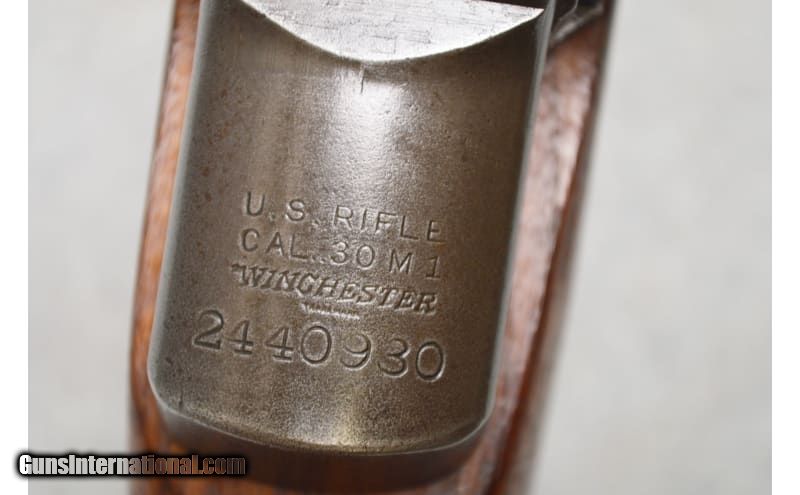 U.S. RIFLE
CAL. .30 M1
WINCHESTER
2440930
GunsInternational.com